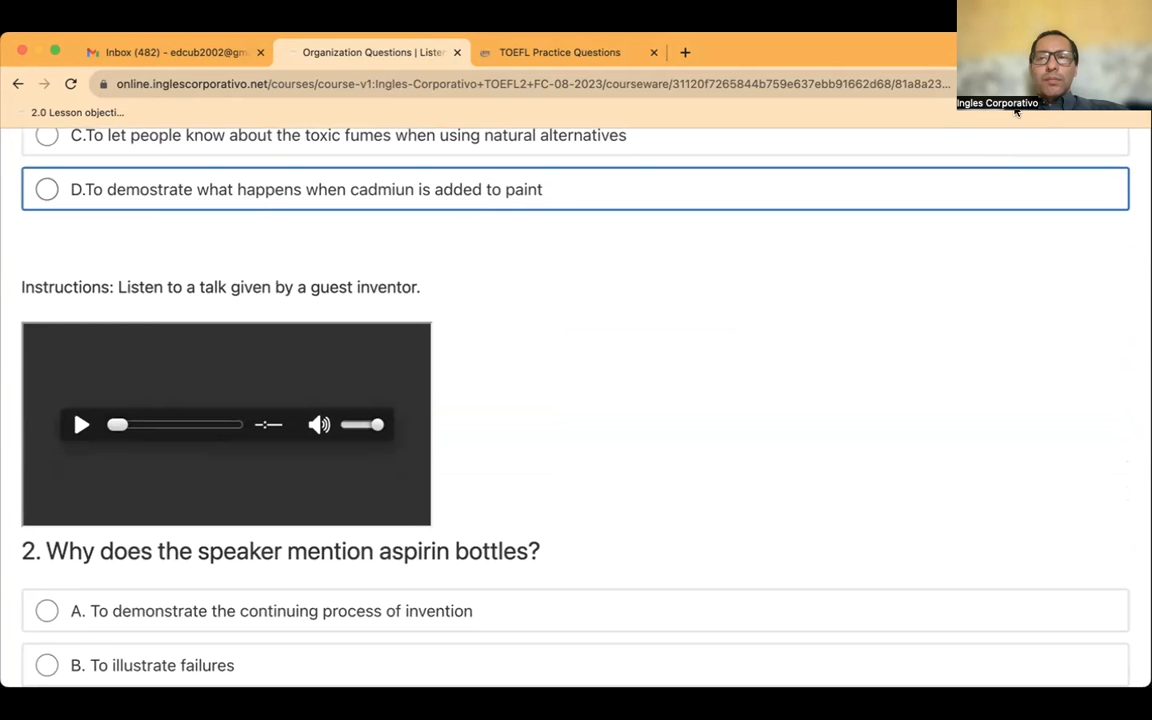 Inbox (482) - edcub2002@gm
Organization Questions | Liste
TOEFL Practice Questions
online.inglescorporativo.net/courses/course-v1:Ingles-Corporativo+TOEFL2+FC-08-2023/courseware/31120f7265844b759e637ebb91662d68/81a8a23...
Ingles Corporativo
2.0 Lesson objecti...
C.To let people know about the toxic fumes when using natural alternatives
D.To demostrate what happens when cadmiun is added to paint
Instructions: Listen to a talk given by a guest inventor.
-:--
2. Why does the speaker mention aspirin bottles?
A. To demonstrate the continuing process of invention
B. To illustrate failures